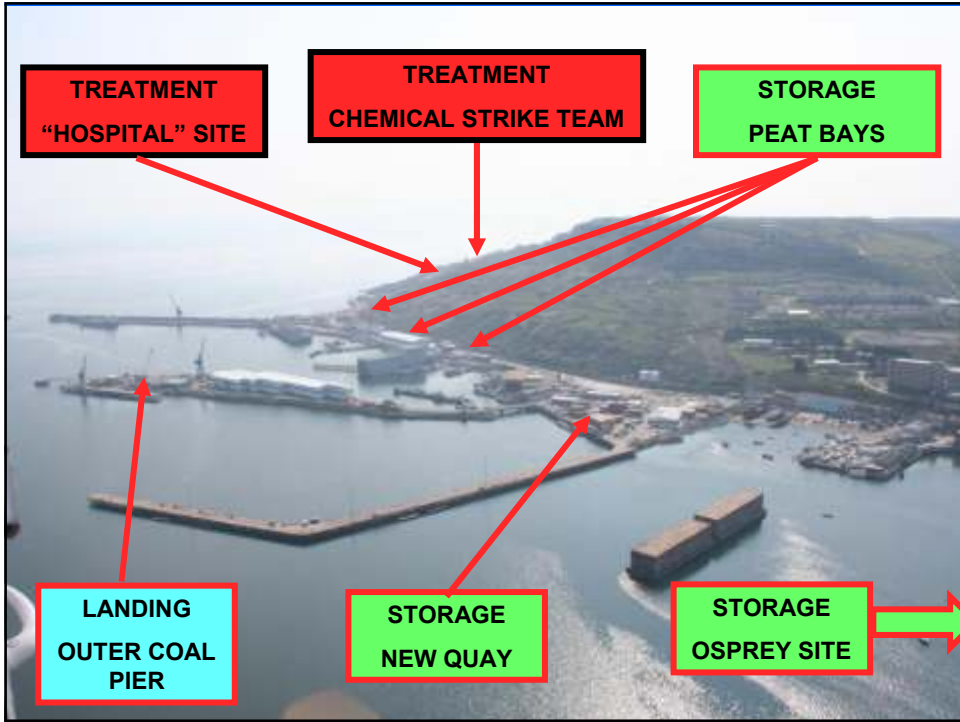 TREATMENT
“HOSPITAL” SITE
TREATMENT
CHEMICAL STRIKE TEAM
STORAGE
PEAT BAYS
LANDING
OUTER COAL
PIER
STORAGE
NEW QUAY
STORAGE
OSPREY SITE